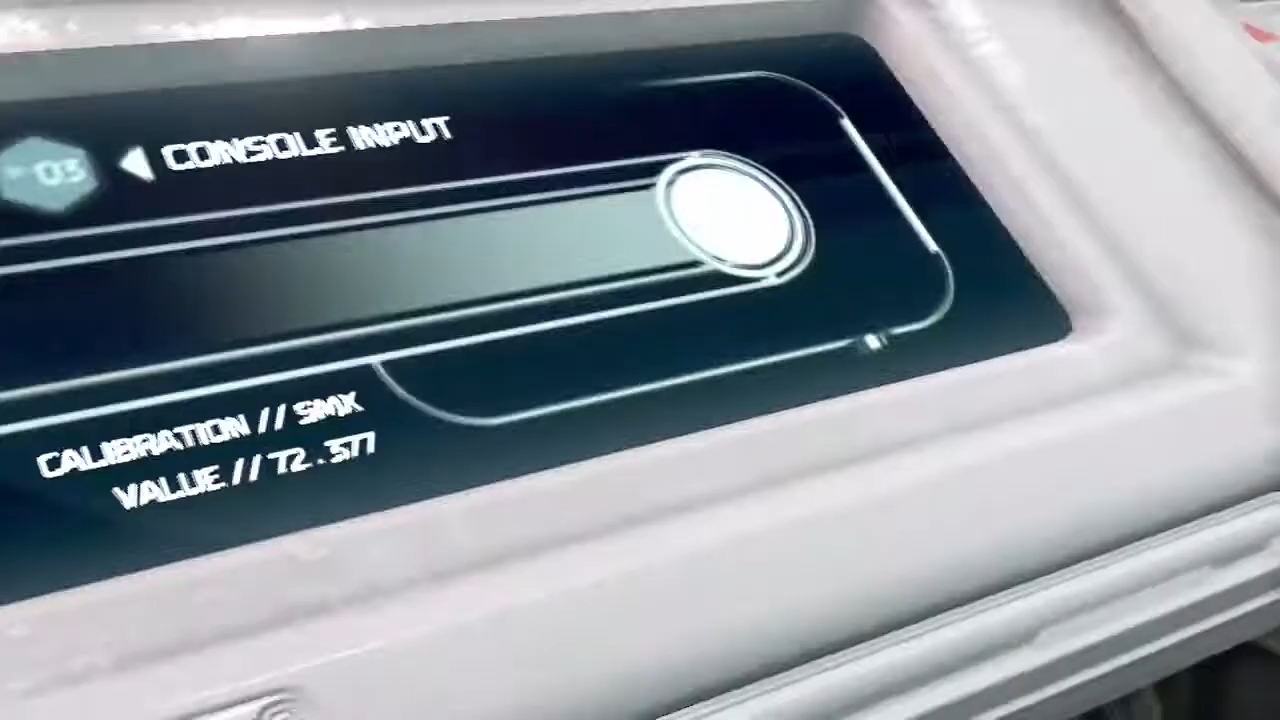 03
CONSOLE INPUT
CALIBRATION // SMX
VALUE // 72.377